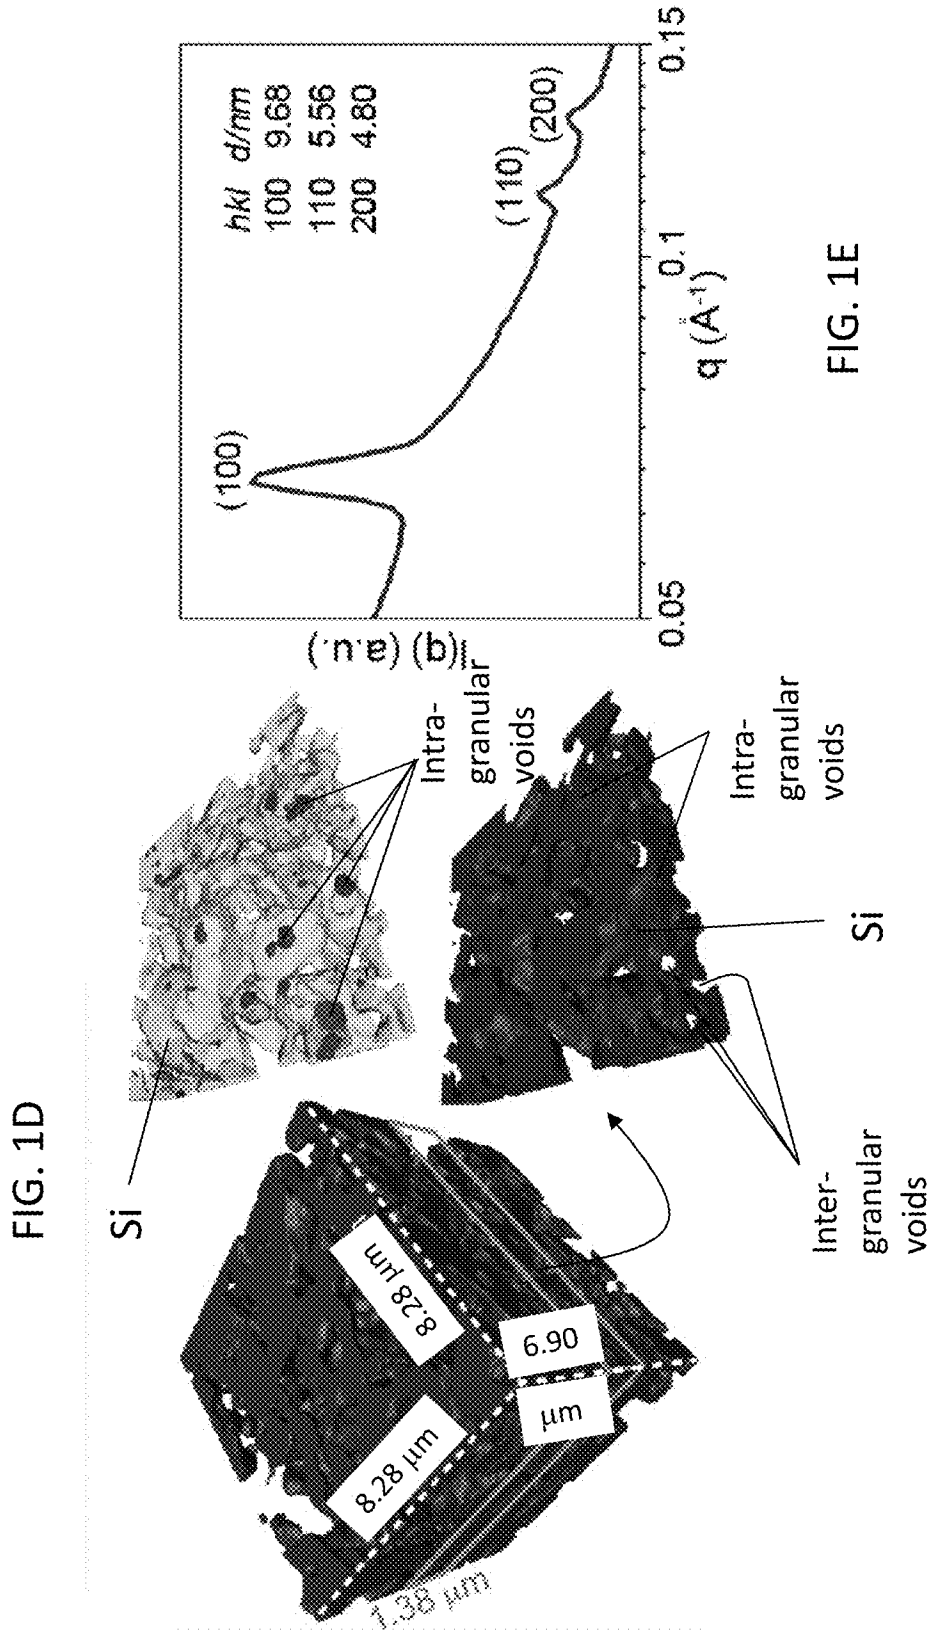 FIG. 1D
Si
Intra-
granular
voids
8.28 µm
8.28 µm
6.90
µm
1.38 µm
Intra-
granular
voids
Si
Inter-
granular
voids
(100)
(110)
(200)
hkl d/nm
100 9.68
110 5.56
200 4.80
I(q) (a.u.)
0.05 0.1 0.15
q (Å-1)
FIG. 1E